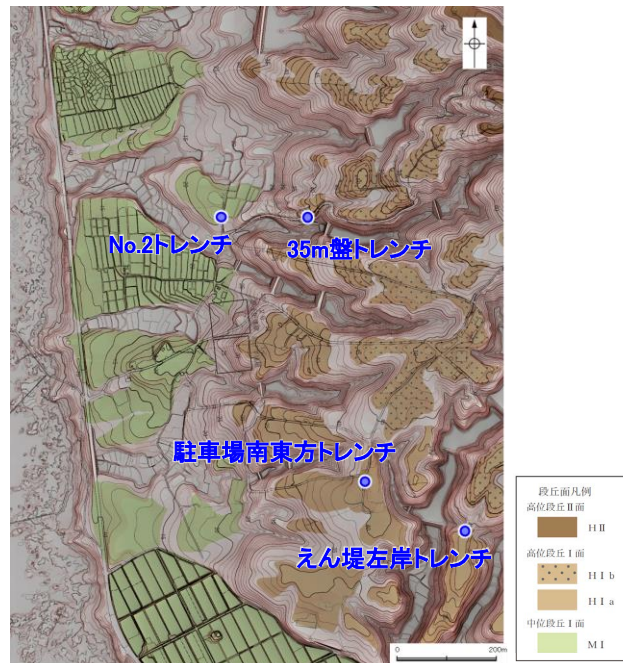 No.2トレンチ
35m盤トレンチ
駐車場南東方トレンチ
えん堤左岸トレンチ
0 200m
段丘面凡例
高位段丘Ⅱ面
HⅡ
高位段丘Ⅰ面
HⅠb
HⅠa
中位段丘Ⅰ面
MⅠ